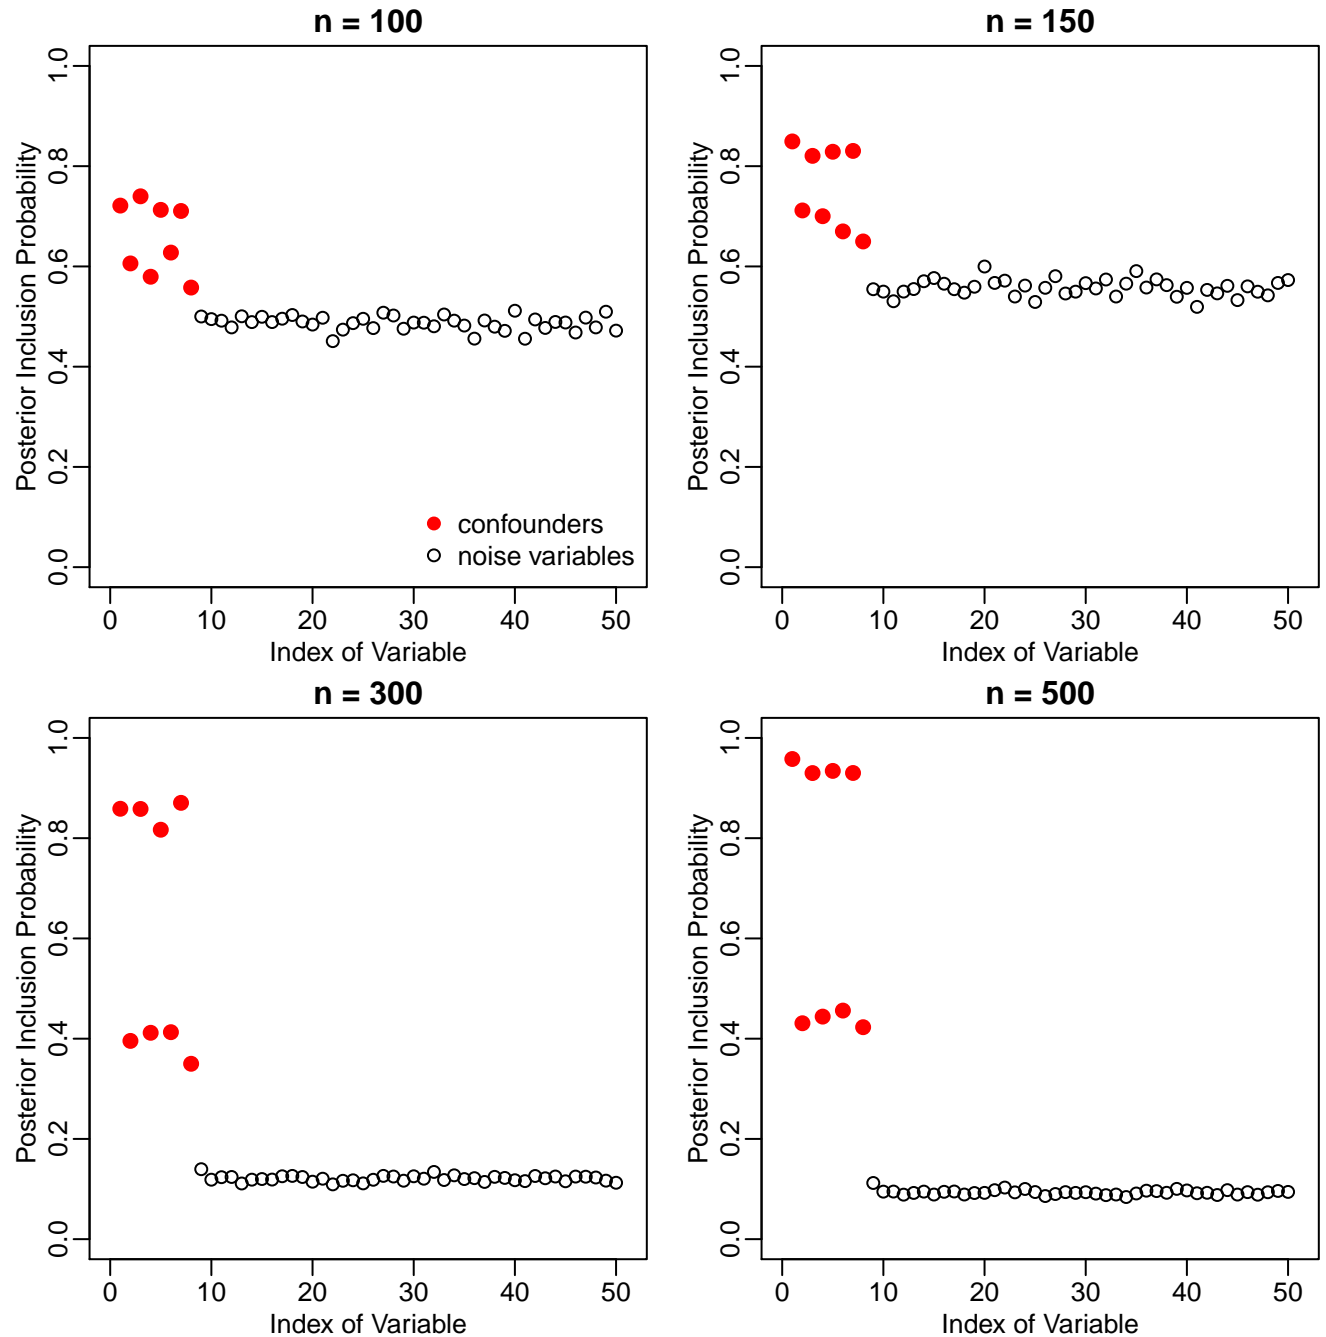 n = 100
Posterior Inclusion Probability
1.0
0.8
0.6
0.4
0.2
0.0
confounders
noise variables
0 10 20 30 40 50
Index of Variable
n = 150
Posterior Inclusion Probability
1.0
0.8
0.6
0.4
0.2
0.0
0 10 20 30 40 50
Index of Variable
n = 300
Posterior Inclusion Probability
1.0
0.8
0.6
0.4
0.2
0.0
0 10 20 30 40 50
Index of Variable
n = 500
Posterior Inclusion Probability
1.0
0.8
0.6
0.4
0.2
0.0
0 10 20 30 40 50
Index of Variable